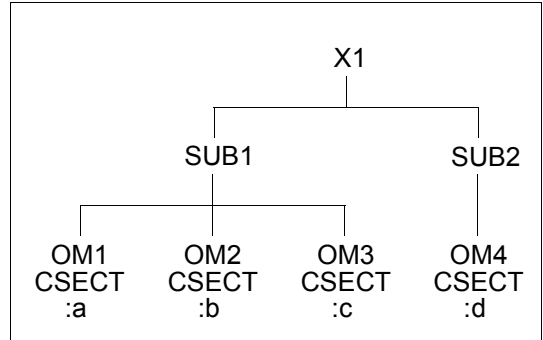 X1
SUB1 SUB2
OM1 OM2 OM3 OM4
CSECT CSECT CSECT CSECT
:a :b :c :d